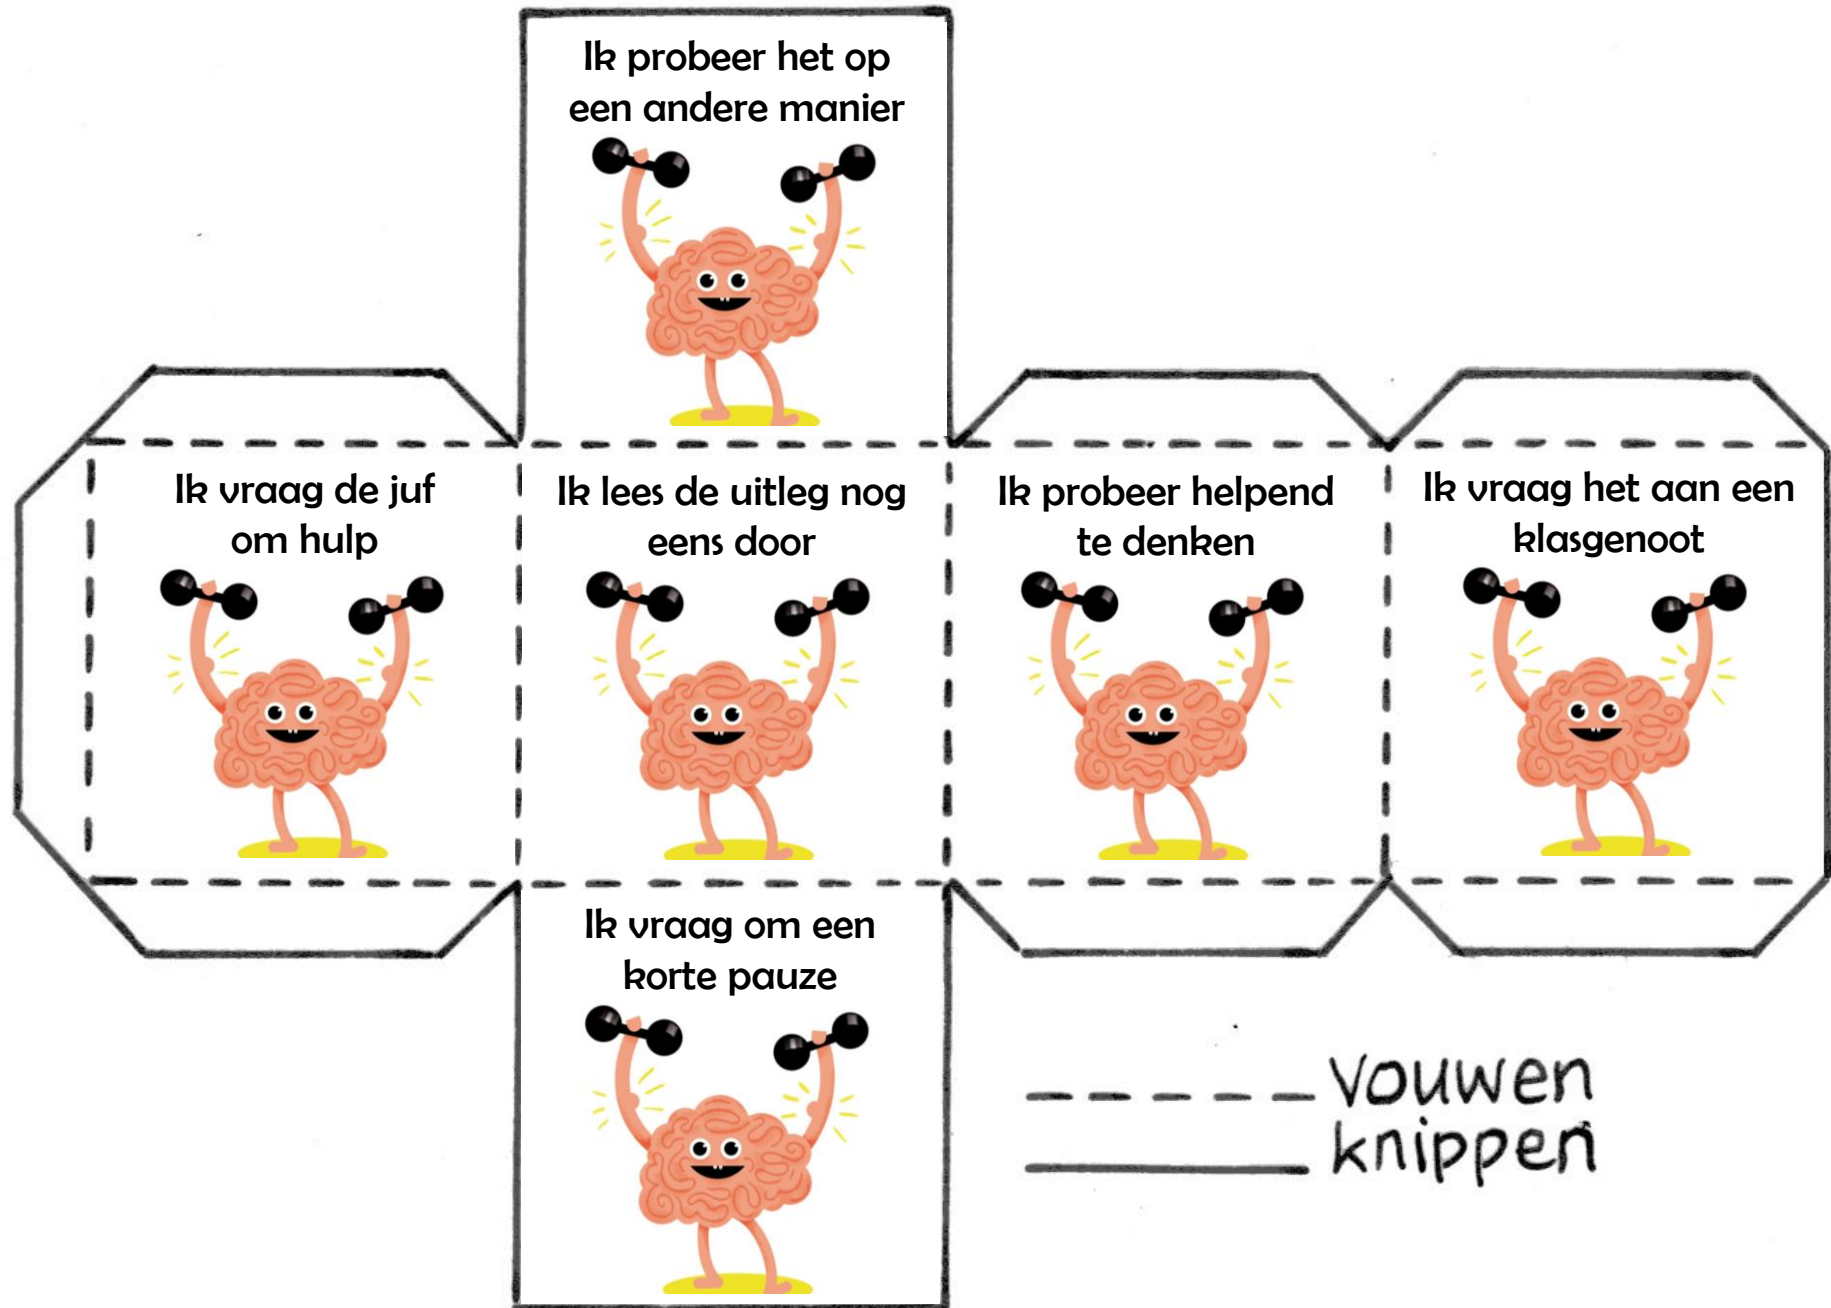 Ik probeer het op
een andere manier
Ik vraag de juf
om hulp
Ik lees de uitleg nog
eens door
Ik probeer helpend
te denken
Ik vraag het aan een
klasgenoot
Ik vraag om een
korte pauze
Vouwen
knippen